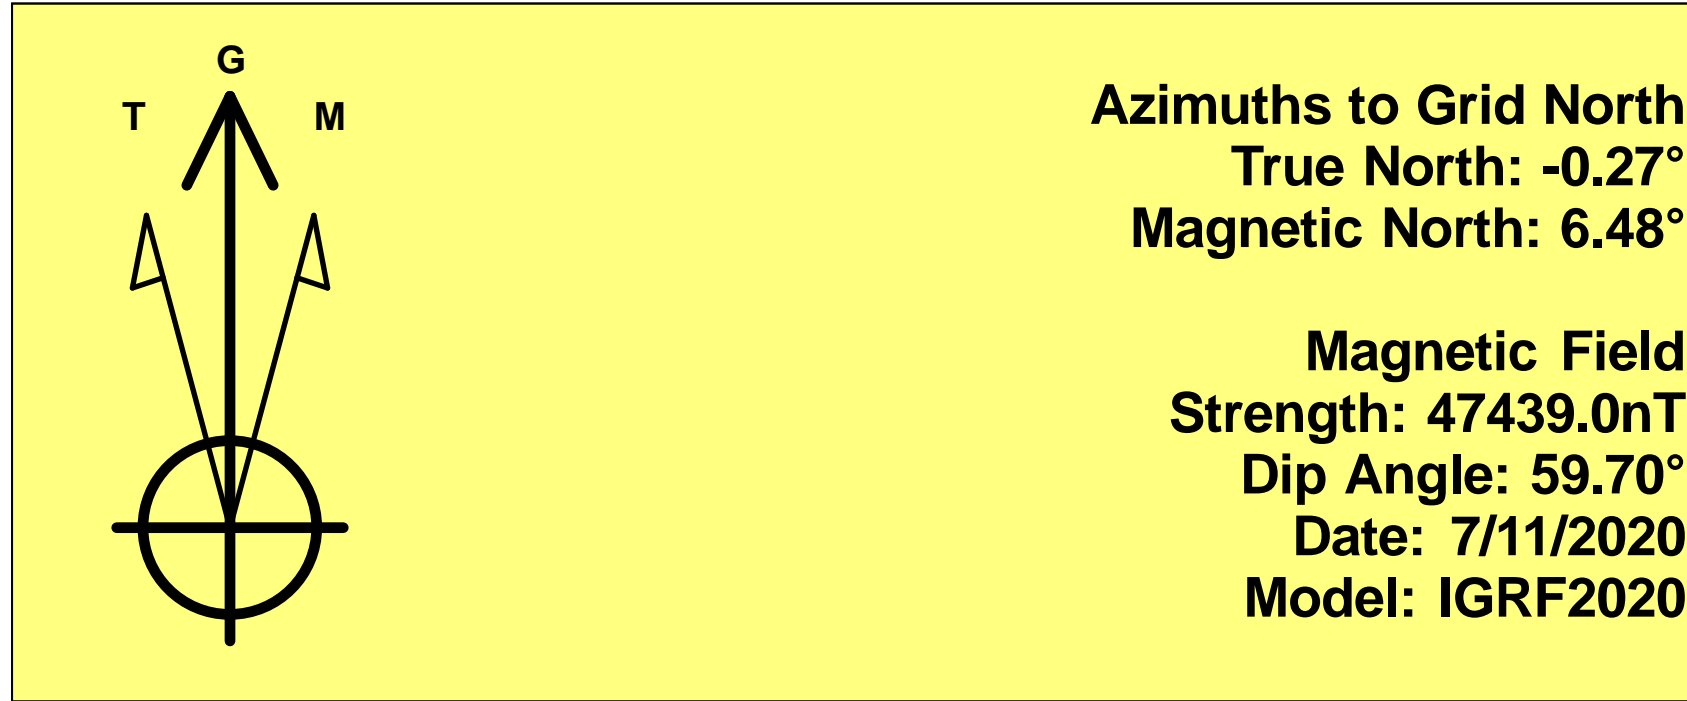 G
T M
Azimuths to Grid North
True North: -0.27°
Magnetic North: 6.48°
Magnetic Field
Strength: 47439.0nT
Dip Angle: 59.70°
Date: 7/11/2020
Model: IGRF2020